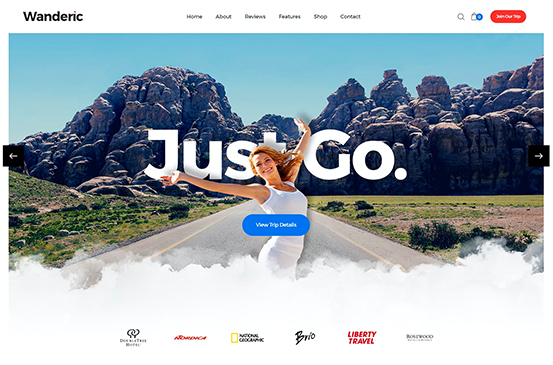 Wanderic
Home About Reviews Features Shop Contact
0
Join Our Trip
Just Go.
View Trip Details
DOUBLETREE
HOTEL
NORDICA
NATIONAL
GEOGRAPHIC
Brio
LIBERTY
TRAVEL
ROSEWOOD